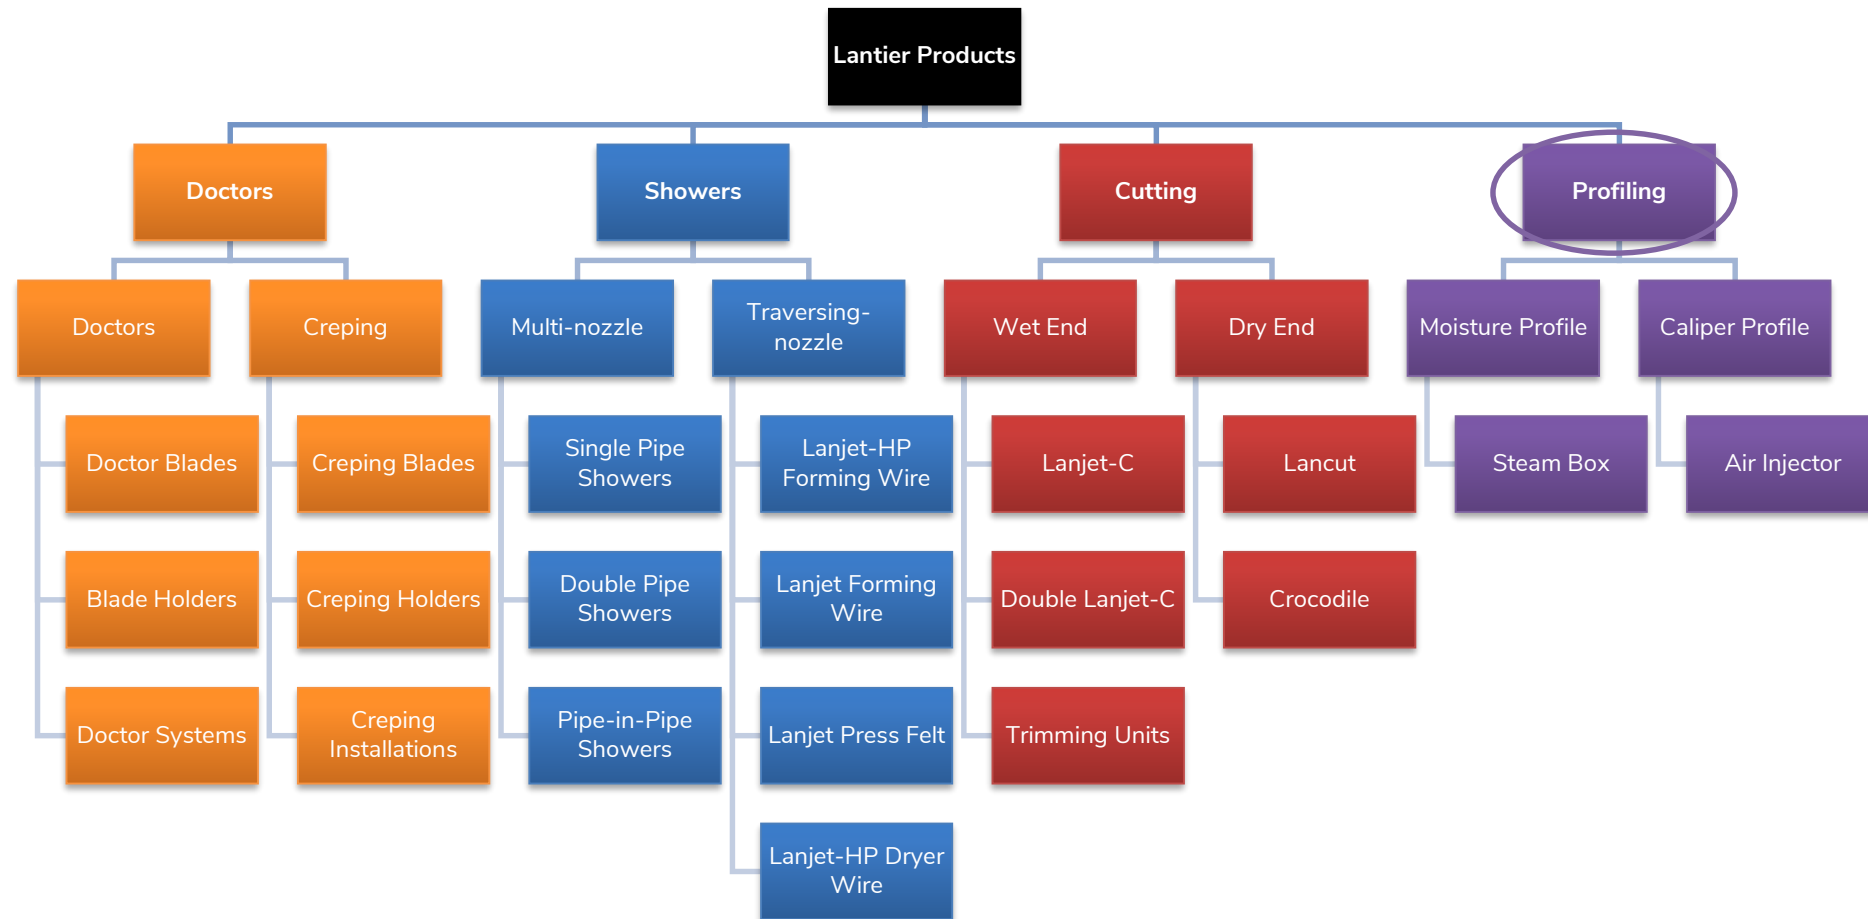 Lantier Products
Doctors
Showers
Cutting
Profiling
Doctors
Creping
Multi-nozzle
Traversing-
nozzle
Wet End
Dry End
Moisture Profile
Caliper Profile
Doctor Blades
Creping Blades
Single Pipe
Showers
Lanjet-HP
Forming Wire
Lanjet-C
Lancut
Steam Box
Air Injector
Blade Holders
Creping Holders
Double Pipe
Showers
Lanjet Forming
Wire
Double Lanjet-C
Crocodile
Doctor Systems
Creping
Installations
Pipe-in-Pipe
Showers
Lanjet Press Felt
Trimming Units
Lanjet-HP Dryer
Wire